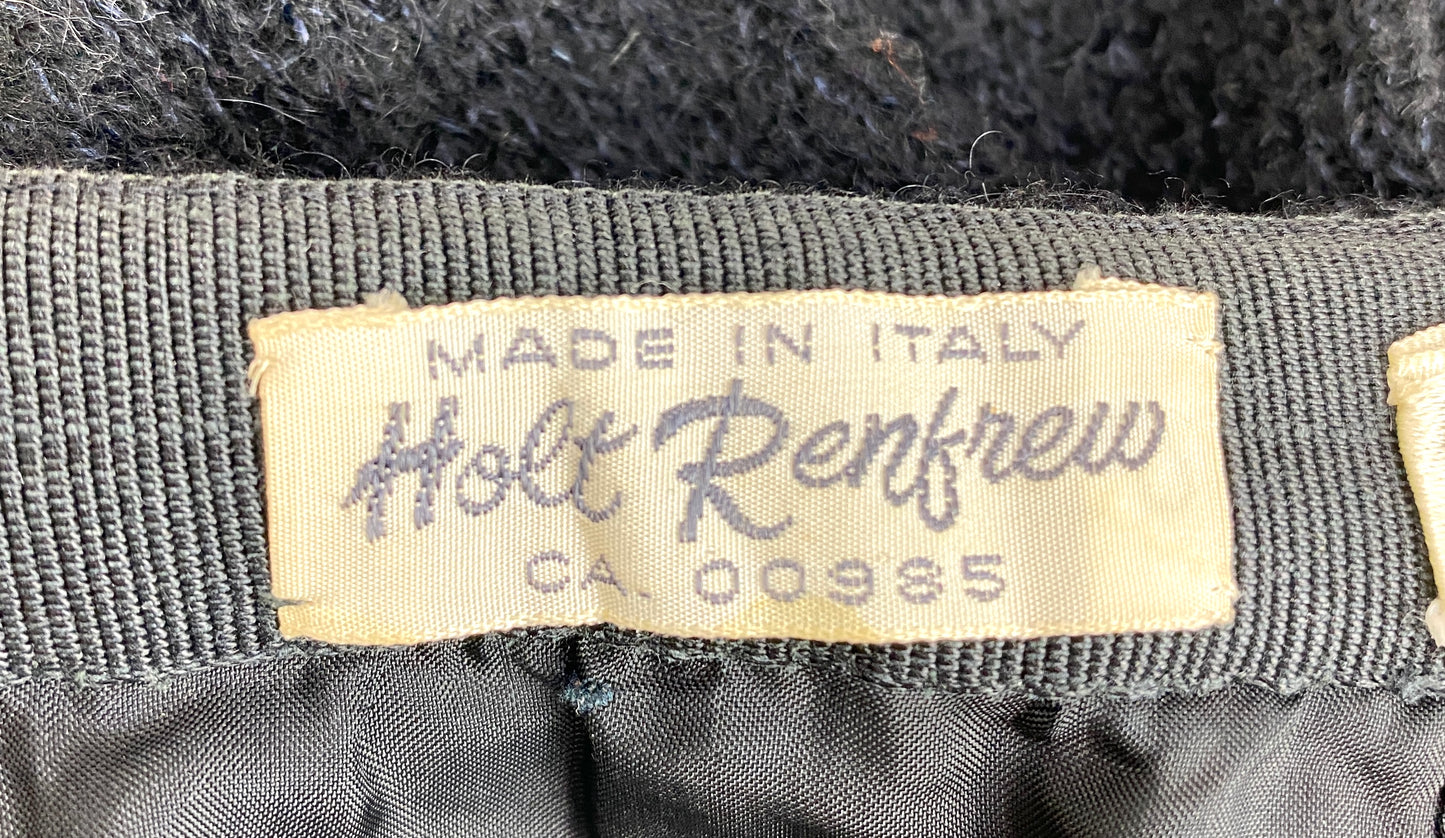 MADE IN ITALY
Holt Renfrew
CA. 00985